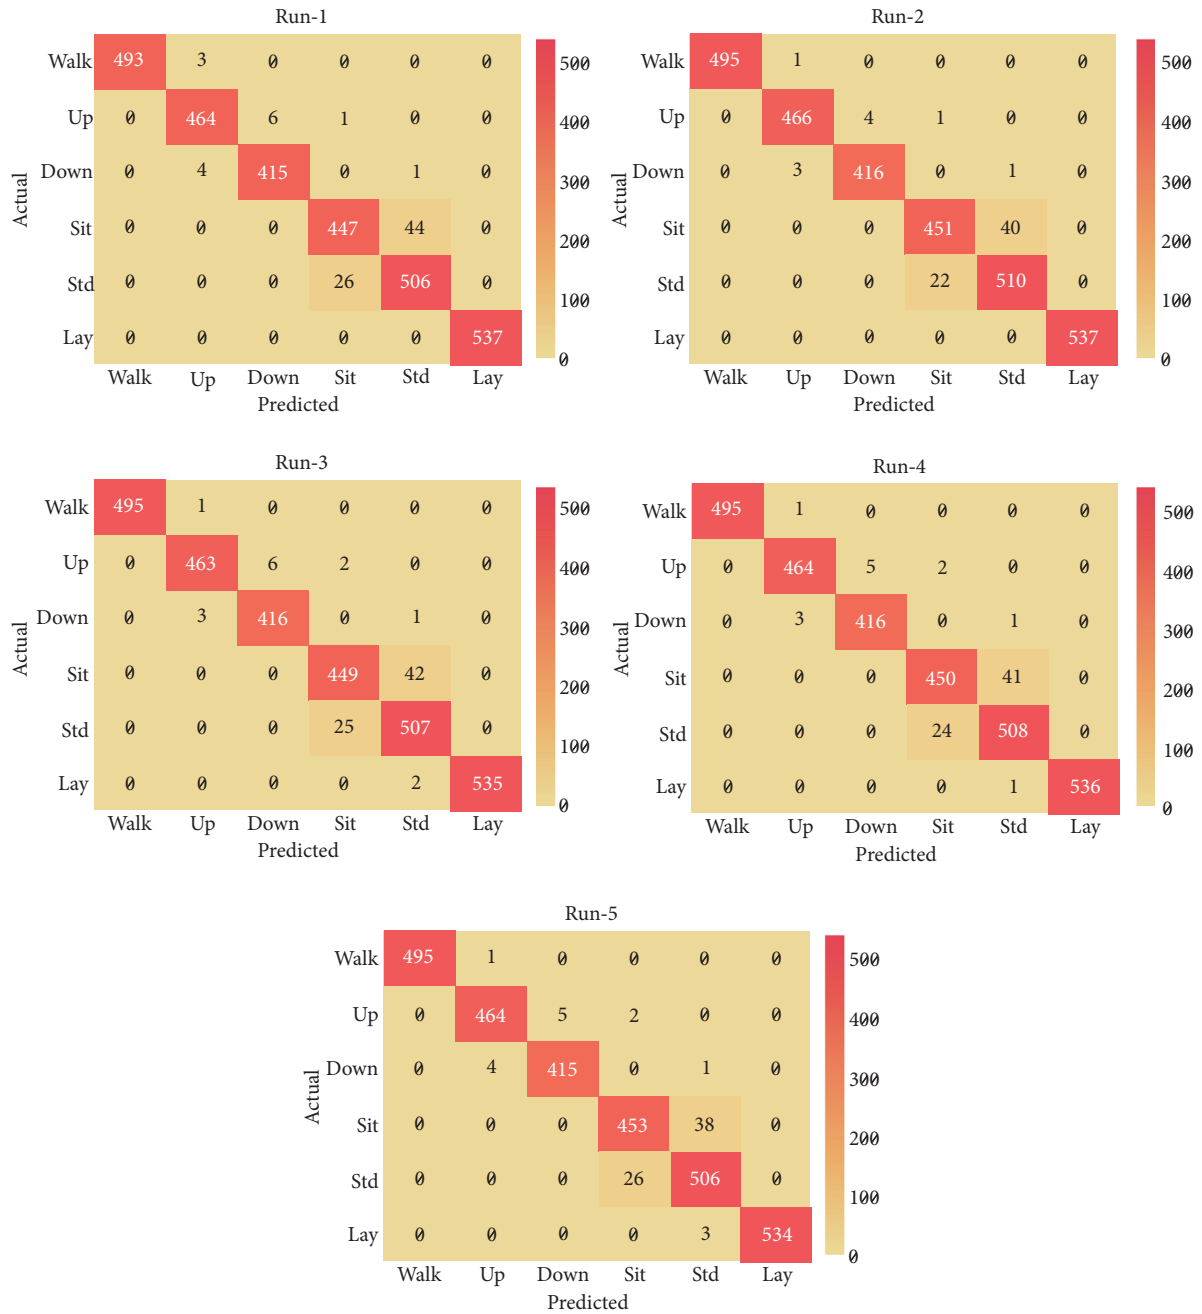 Run-1
Walk 493 3 0 0 0 0
Up 0 464 6 1 0 0
Down 0 4 415 0 1 0
Sit 0 0 0 447 44 0
Std 0 0 0 26 506 0
Lay 0 0 0 0 0 537
Walk Up Down Sit Std Lay
Predicted
Actual
500
400
300
200
100
0
Run-2
Walk 495 1 0 0 0 0
Up 0 466 4 1 0 0
Down 0 3 416 0 1 0
Sit 0 0 0 451 40 0
Std 0 0 0 22 510 0
Lay 0 0 0 0 0 537
Walk Up Down Sit Std Lay
Predicted
Actual
500
400
300
200
100
0
Run-3
Walk 495 1 0 0 0 0
Up 0 463 6 2 0 0
Down 0 3 416 0 1 0
Sit 0 0 0 449 42 0
Std 0 0 0 25 507 0
Lay 0 0 0 0 2 535
Walk Up Down Sit Std Lay
Predicted
Actual
500
400
300
200
100
0
Run-4
Walk 495 1 0 0 0 0
Up 0 464 5 2 0 0
Down 0 3 416 0 1 0
Sit 0 0 0 450 41 0
Std 0 0 0 24 508 0
Lay 0 0 0 0 1 536
Walk Up Down Sit Std Lay
Predicted
Actual
500
400
300
200
100
0
Run-5
Walk 495 1 0 0 0 0
Up 0 464 5 2 0 0
Down 0 4 415 0 1 0
Sit 0 0 0 453 38 0
Std 0 0 0 26 506 0
Lay 0 0 0 0 3 534
Walk Up Down Sit Std Lay
Predicted
Actual
500
400
300
200
100
0